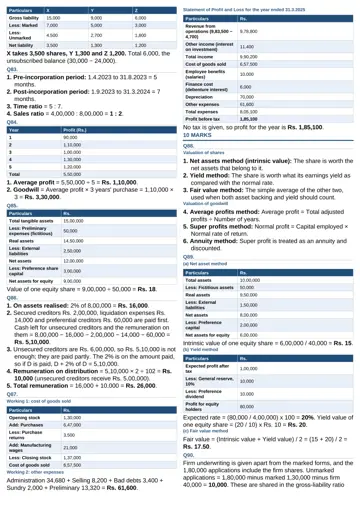 Particulars X Y Z
Gross liability 15,000 9,000 6,000
Less: Marked 7,000 5,000 3,000
Less: Unmarked 4,500 2,700 1,800
Net liability 3,500 1,300 1,200
X takes 3,500 shares, Y 1,300 and Z 1,200. Total 6,000, the
unsubscribed balance (30,000 − 24,000).
Q83.
1. Pre-incorporation period: 1.4.2023 to 31.8.2023 = 5
months.
2. Post-incorporation period: 1.9.2023 to 31.3.2024 = 7
months.
3. Time ratio = 5 : 7.
4. Sales ratio = 4,00,000 : 8,00,000 = 1 : 2.
Q84.
Year Profit (Rs.)
1 90,000
2 1,10,000
3 1,00,000
4 1,30,000
5 1,20,000
Total 5,50,000
1. Average profit = 5,50,000 ÷ 5 = Rs. 1,10,000.
2. Goodwill = Average profit × 3 years' purchase = 1,10,000 ×
3 = Rs. 3,30,000.
Q85.
Particulars Rs.
Total tangible assets 15,00,000
Less: Preliminary expenses (fictitious) 50,000
Real assets 14,50,000
Less: External liabilities 2,50,000
Net assets 12,00,000
Less: Preference share capital 3,00,000
Net assets for equity 9,00,000
Value of one equity share = 9,00,000 ÷ 50,000 = Rs. 18.
Q86.
1. On assets realised: 2% of 8,00,000 = Rs. 16,000.
2. Secured creditors Rs. 2,00,000, liquidation expenses Rs.
14,000 and preferential creditors Rs. 60,000 are paid first.
Cash left for unsecured creditors and the remuneration on
them = 8,00,000 − 16,000 − 2,00,000 − 14,000 − 60,000 =
Rs. 5,10,000.
3. Unsecured creditors are Rs. 6,00,000, so Rs. 5,10,000 is not
enough; they are partly paid. The 2% is on the amount paid,
so if D is paid, D + 2% of D = 5,10,000.
4. Remuneration on distribution = 5,10,000 × 2 ÷ 102 = Rs.
10,000 (unsecured creditors receive Rs. 5,00,000).
5. Total remuneration = 16,000 + 10,000 = Rs. 26,000.
Q87.
Working 1: cost of goods sold
Particulars Rs.
Opening stock 1,30,000
Add: Purchases 6,47,000
Less: Purchase returns 3,500
Add: Manufacturing wages 21,000
Less: Closing stock 1,37,000
Cost of goods sold 6,57,500
Working 2: other expenses
Administration 34,680 + Selling 8,200 + Bad debts 3,400 +
Sundry 2,000 + Preliminary 13,320 = Rs. 61,600.
Statement of Profit and Loss for the year ended 31.3.2025
Particulars Rs.
Revenue from operations (9,83,500 − 4,700) 9,78,800
Other income (interest on investment) 11,400
Total income 9,90,200
Cost of goods sold 6,57,500
Employee benefits (salaries) 10,000
Finance cost (debenture interest) 6,000
Depreciation 70,000
Other expenses 61,600
Total expenses 8,05,100
Profit before tax 1,85,100
No tax is given, so profit for the year is Rs. 1,85,100.
10 MARKS
Q88.
Valuation of shares
1. Net assets method (intrinsic value): The share is worth the
net assets that belong to it.
2. Yield method: The share is worth what its earnings yield as
compared with the normal rate.
3. Fair value method: The simple average of the other two,
used when both asset backing and yield should count.
Valuation of goodwill
4. Average profits method: Average profit = Total adjusted
profits ÷ Number of years.
5. Super profits method: Normal profit = Capital employed ×
Normal rate of return.
6. Annuity method: Super profit is treated as an annuity and
discounted.
Q89.
(a) Net asset method
Particulars Rs.
Total assets 10,00,000
Less: Fictitious assets 50,000
Real assets 9,50,000
Less: External liabilities 1,50,000
Net assets 8,00,000
Less: Preference capital 2,00,000
Net assets for equity 6,00,000
Intrinsic value of one equity share = 6,00,000 / 40,000 = Rs. 15.
(b) Yield method
Particulars Rs.
Expected profit after tax 1,00,000
Less: General reserve, 10% 10,000
Less: Preference dividend 10,000
Profit for equity holders 80,000
Expected rate = (80,000 / 4,00,000) x 100 = 20%. Yield value of
one equity share = (20 / 10) x Rs. 10 = Rs. 20.
(c) Fair value method
Fair value = (Intrinsic value + Yield value) / 2 = (15 + 20) / 2 =
Rs. 17.50.
Q90.
Firm underwriting is given apart from the marked forms, and the
1,80,000 applications include the firm shares. Unmarked
applications = 1,80,000 minus marked 1,30,000 minus firm
40,000 = 10,000. These are shared in the gross-liability ratio